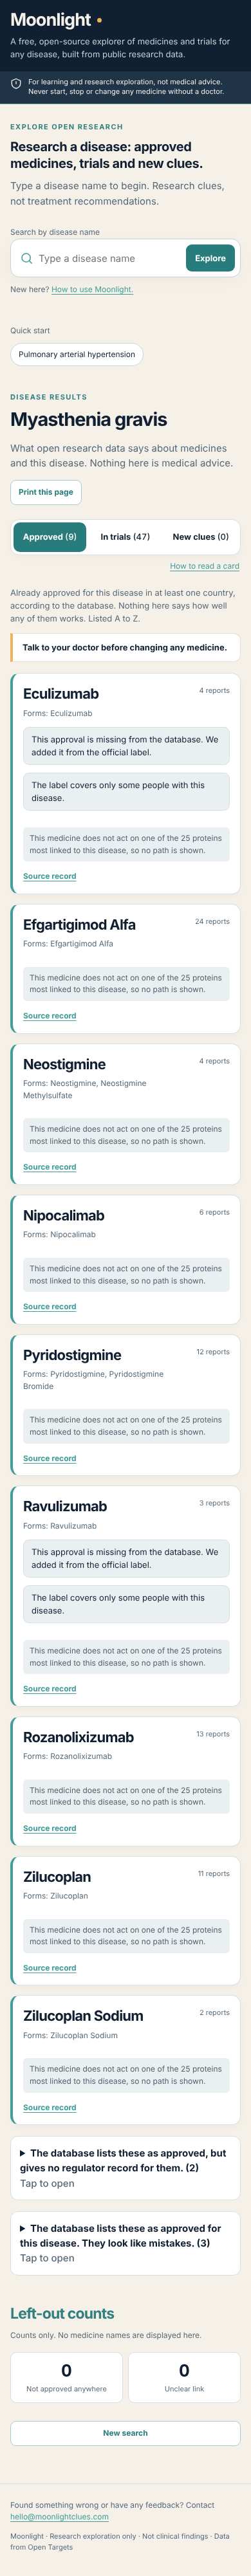 Moonlight
A free, open-source explorer of medicines and trials for
any disease, built from public research data.
For learning and research exploration, not medical advice.
Never start, stop or change any medicine without a doctor.
EXPLORE OPEN RESEARCH
Research a disease: approved
medicines, trials and new clues.
Type a disease name to begin. Research clues,
not treatment recommendations.
Search by disease name
Type a disease name
Explore
New here? How to use Moonlight.
Quick start
Pulmonary arterial hypertension
DISEASE RESULTS
Myasthenia gravis
What open research data says about medicines
and this disease. Nothing here is medical advice.
Print this page
Approved (9) In trials (47) New clues (0)
How to read a card
Already approved for this disease in at least one country,
according to the database. Nothing here says how well
any of them works. Listed A to Z.
Talk to your doctor before changing any medicine.
Eculizumab
4 reports
Forms: Eculizumab
This approval is missing from the database. We
added it from the official label.
The label covers only some people with this
disease.
This medicine does not act on one of the 25 proteins
most linked to this disease, so no path is shown.
Source record
Efgartigimod Alfa
24 reports
Forms: Efgartigimod Alfa
This medicine does not act on one of the 25 proteins
most linked to this disease, so no path is shown.
Source record
Neostigmine
4 reports
Forms: Neostigmine, Neostigmine
Methylsulfate
This medicine does not act on one of the 25 proteins
most linked to this disease, so no path is shown.
Source record
Nipocalimab
6 reports
Forms: Nipocalimab
This medicine does not act on one of the 25 proteins
most linked to this disease, so no path is shown.
Source record
Pyridostigmine
12 reports
Forms: Pyridostigmine, Pyridostigmine
Bromide
This medicine does not act on one of the 25 proteins
most linked to this disease, so no path is shown.
Source record
Ravulizumab
3 reports
Forms: Ravulizumab
This approval is missing from the database. We
added it from the official label.
The label covers only some people with this
disease.
This medicine does not act on one of the 25 proteins
most linked to this disease, so no path is shown.
Source record
Rozanolixizumab
13 reports
Forms: Rozanolixizumab
This medicine does not act on one of the 25 proteins
most linked to this disease, so no path is shown.
Source record
Zilucoplan
11 reports
Forms: Zilucoplan
This medicine does not act on one of the 25 proteins
most linked to this disease, so no path is shown.
Source record
Zilucoplan Sodium
2 reports
Forms: Zilucoplan Sodium
This medicine does not act on one of the 25 proteins
most linked to this disease, so no path is shown.
Source record
The database lists these as approved, but
gives no regulator record for them. (2)
Tap to open
The database lists these as approved for
this disease. They look like mistakes. (3)
Tap to open
Left-out counts
Counts only. No medicine names are displayed here.
0
Not approved anywhere
0
Unclear link
New search
Found something wrong or have any feedback? Contact
hello@moonlightclues.com
Moonlight · Research exploration only · Not clinical findings · Data
from Open Targets